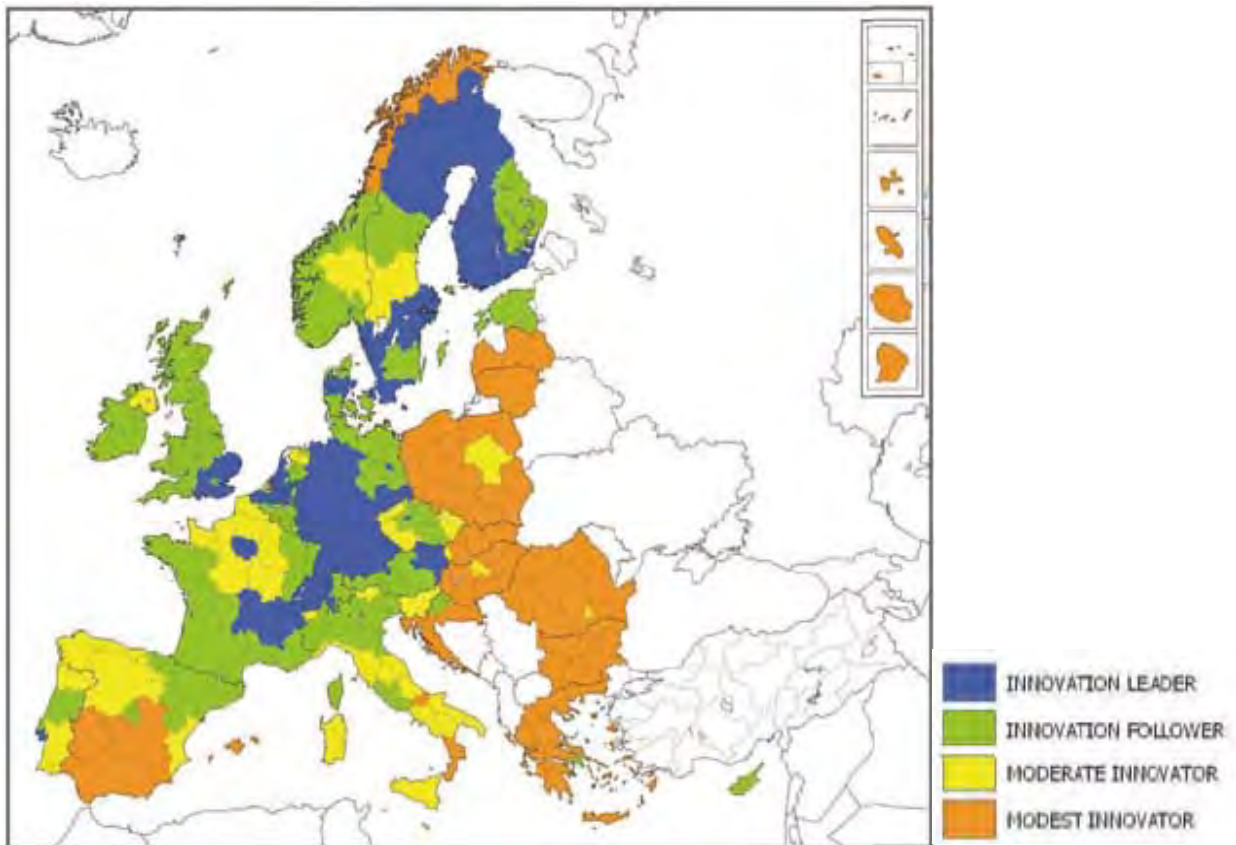 INNOVATION LEADER
INNOVATION FOLLOWER
MODERATE INNOVATOR
MODEST INNOVATOR